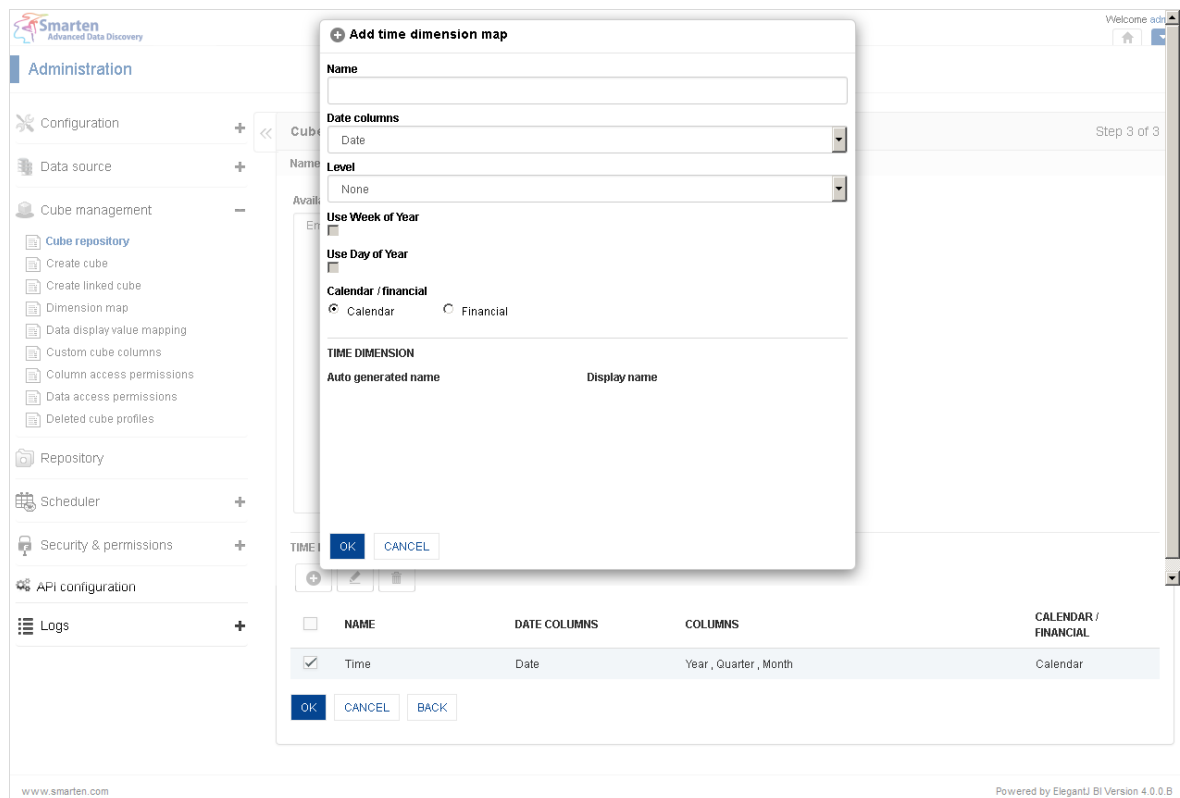 Smarten
Advanced Data Discovery
Welcome adm
Administration
Configuration
Data source
Cube management
Cube repository
Create cube
Create linked cube
Dimension map
Data display value mapping
Custom cube columns
Column access permissions
Data access permissions
Deleted cube profiles
Repository
Scheduler
Security & permissions
API configuration
Logs
Add time dimension map
Name
Date columns
Date
Level
None
Use Week of Year
Use Day of Year
Calendar / financial
Calendar Financial
TIME DIMENSION
Auto generated name Display name
OK CANCEL
Cube
Step 3 of 3
Name
TIME
NAME DATE COLUMNS COLUMNS CALENDAR / FINANCIAL
Time Date Year , Quarter , Month Calendar
OK CANCEL BACK
www.smarten.com
Powered by ElegantJ BI Version 4.0.0.B